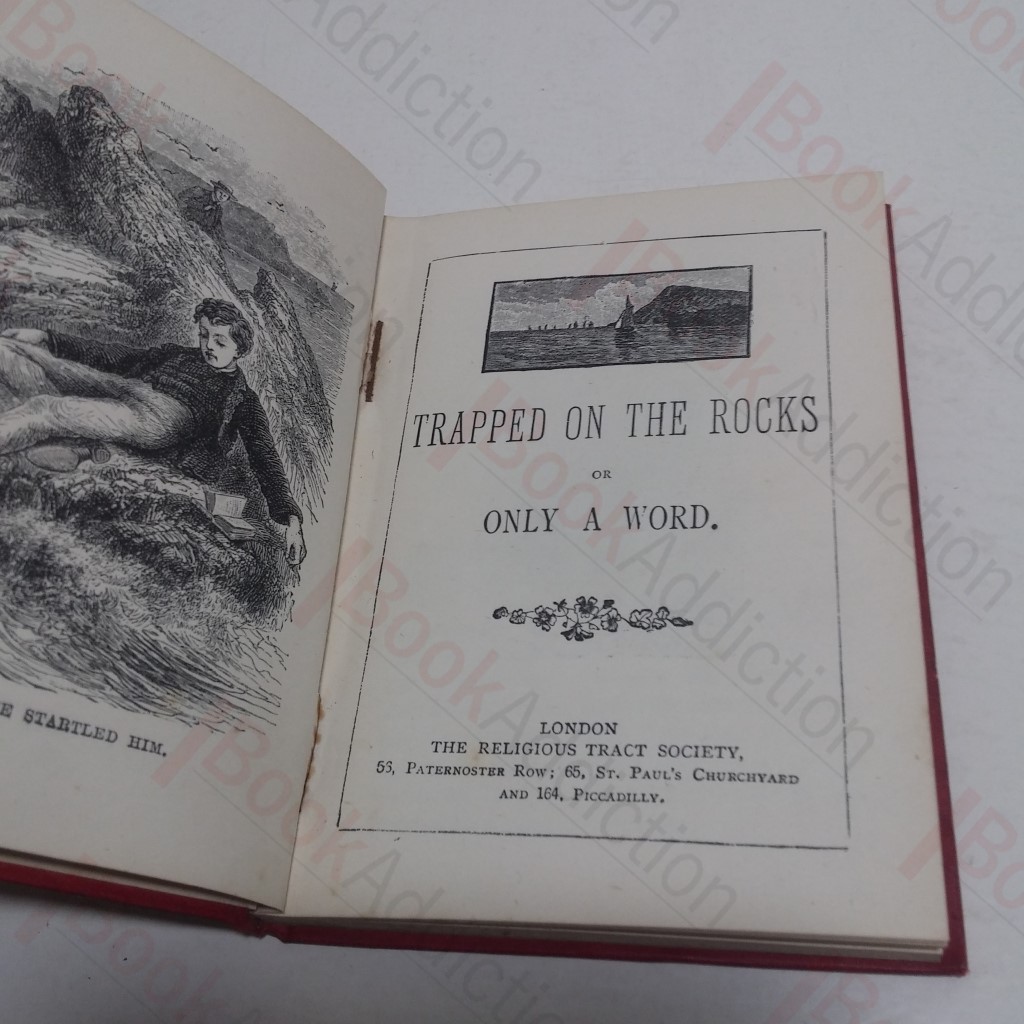 E STARTLED HIM.
TRAPPED ON THE ROCKS
OR
ONLY A WORD.
LONDON
THE RELIGIOUS TRACT SOCIETY,
56, PATERNOSTER ROW; 65, ST. PAUL'S CHURCHYARD
AND 164, PICCADILLY.
BookAddiction